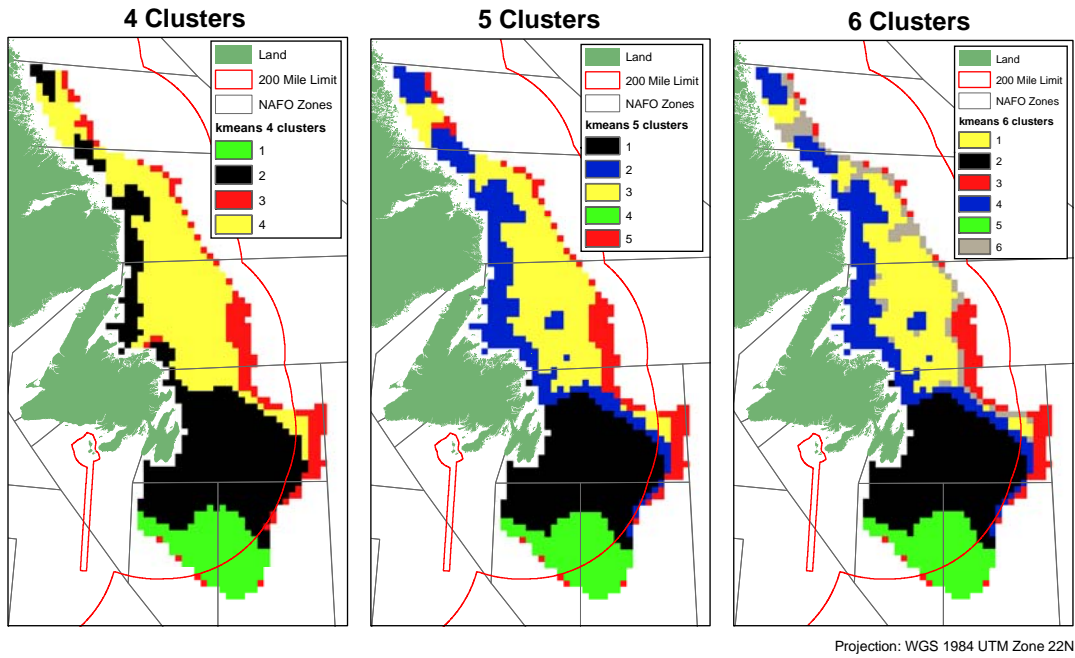 4 Clusters
Land
200 Mile Limit
NAFO Zones
kmeans 4 clusters
1
2
3
4
5 Clusters
Land
200 Mile Limit
NAFO Zones
kmeans 5 clusters
1
2
3
4
5
6 Clusters
Land
200 Mile Limit
NAFO Zones
kmeans 6 clusters
1
2
3
4
5
6
Projection: WGS 1984 UTM Zone 22N